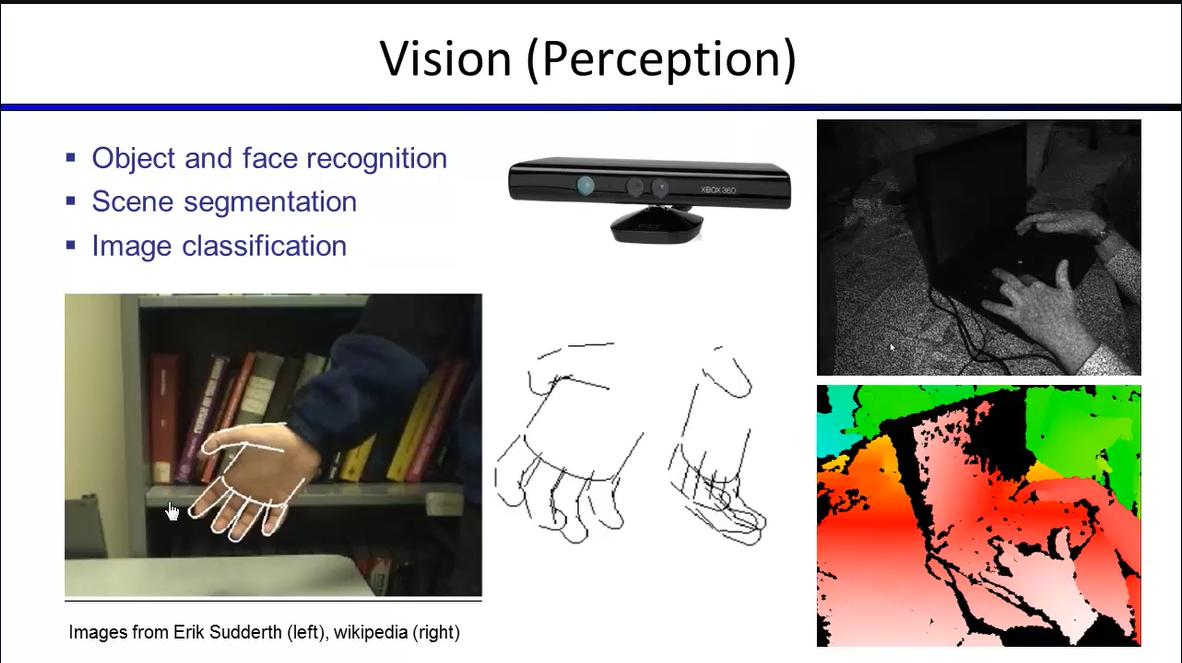 Vision (Perception)
Object and face recognition
Scene segmentation
Image classification
XBOX 360
Images from Erik Sudderth (left), wikipedia (right)